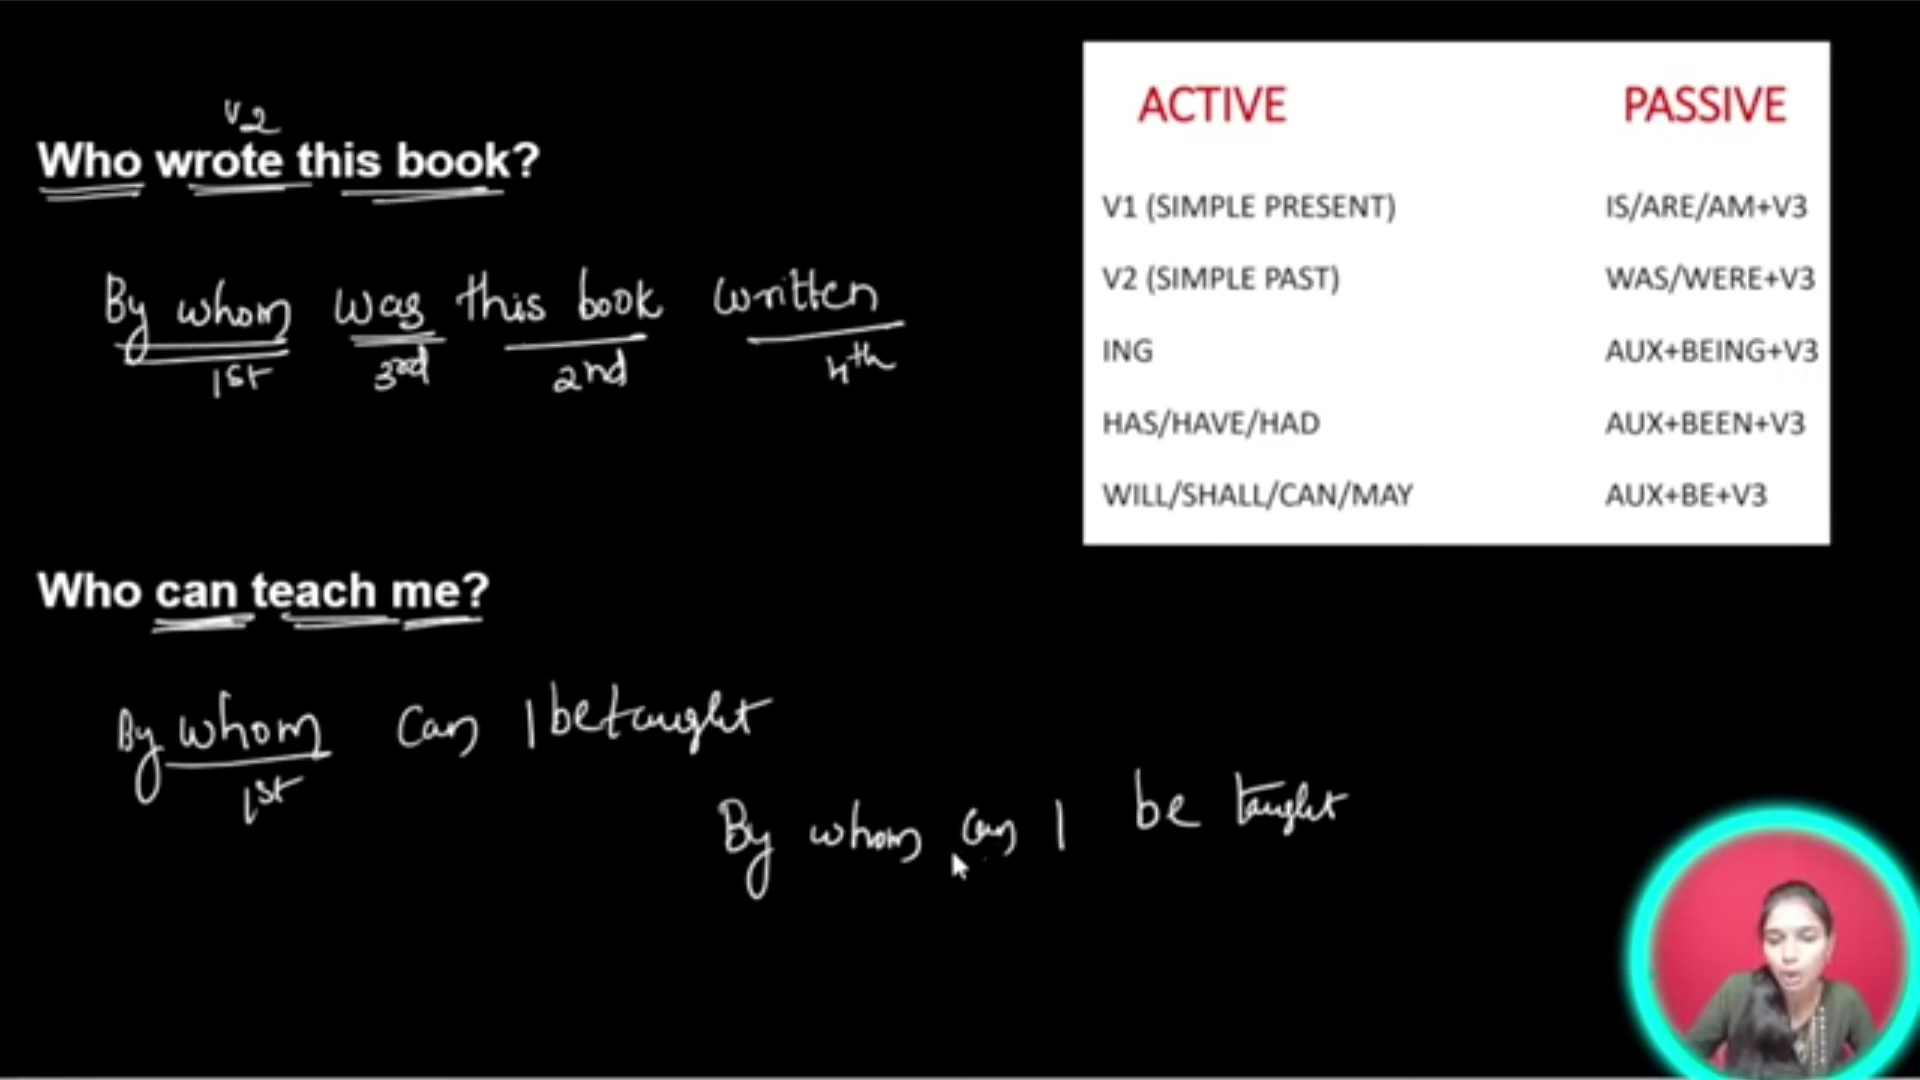 V2
Who wrote this book?
By whom was this book written
1st 3rd 2nd 4th
ACTIVE PASSIVE
V1 (SIMPLE PRESENT) IS/ARE/AM+V3
V2 (SIMPLE PAST) WAS/WERE+V3
ING AUX+BEING+V3
HAS/HAVE/HAD AUX+BEEN+V3
WILL/SHALL/CAN/MAY AUX+BE+V3
Who can teach me?
By whom can I be taught
1st
By whom can I be taught